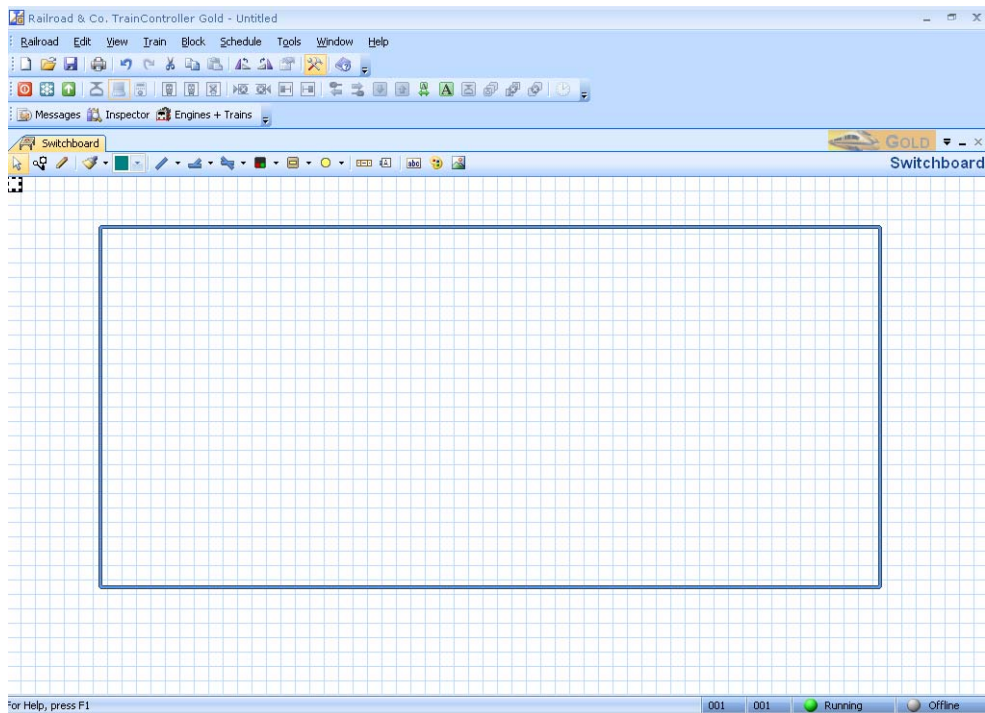 Railroad & Co. TrainController Gold - Untitled
Railroad Edit View Train Block Schedule Tools Window Help
Messages Inspector Engines + Trains
Switchboard GOLD
abc Switchboard
For Help, press F1 001 001 Running Offline